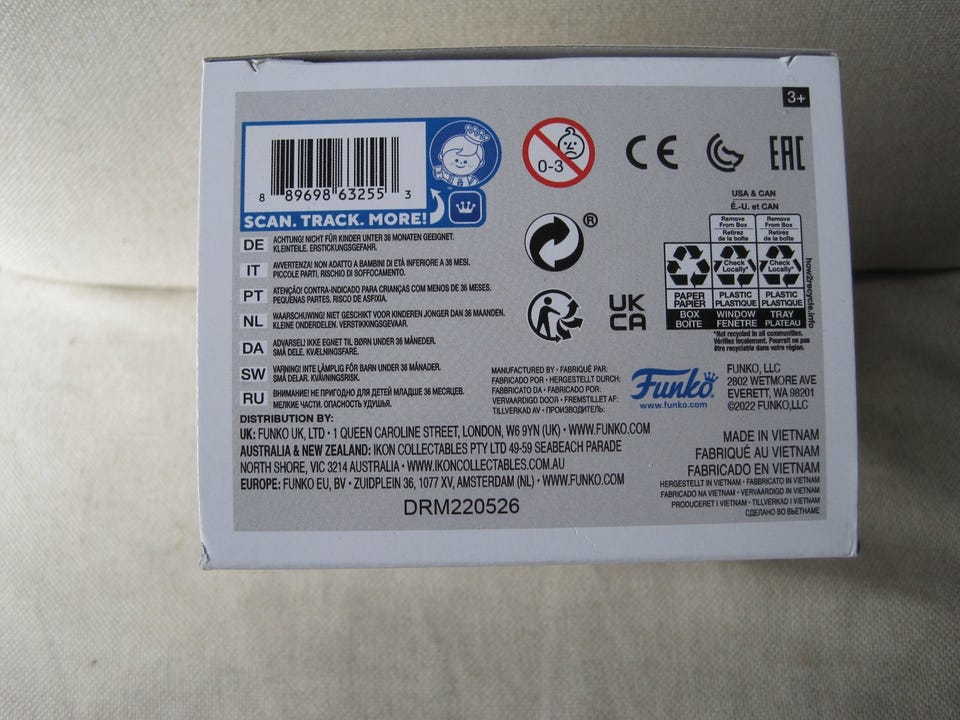 3+
8 89698 63255 3
SCAN. TRACK. MORE!
0-3
CE
EAC
DE ACHTUNG! NICHT FÜR KINDER UNTER 36 MONATEN GEEIGNET.
KLEINTEILE. ERSTICKUNGSGEFAHR.
IT AVVERTENZA! NON ADATTO A BAMBINI DI ETÀ INFERIORE A 36 MESI.
PICCOLE PARTI. RISCHIO DI SOFFOCAMENTO.
PT ATENÇÃO! CONTRA-INDICADO PARA CRIANÇAS COM MENOS DE 36 MESES.
PEQUENAS PARTES. RISCO DE ASFIXIA.
NL WAARSCHUWING! NIET GESCHIKT VOOR KINDEREN JONGER DAN 36 MAANDEN.
KLEINE ONDERDELEN. VERSTIKKINGSGEVAAR.
DA ADVARSEL! IKKE EGNET TIL BØRN UNDER 36 MÅNEDER.
SMÅ DELE. KVÆLNINGSFARE.
SW VARNING! INTE LÄMPLIG FÖR BARN UNDER 36 MÅNADER.
SMÅ DELAR. KVÄVNINGSRISK.
RU ВНИМАНИЕ! НЕ ПРИГОДНО ДЛЯ ДЕТЕЙ МЛАДШЕ 36 МЕСЯЦЕВ.
МЕЛКИЕ ЧАСТИ. ОПАСНОСТЬ УДУШЬЯ.
®
UK
CA
USA & CAN
É.-U. et CAN
Remove From Box
Retirez de la boîte
Remove From Box
Retirez de la boîte
Check Locally*
Check Locally*
PAPER PAPIER
PLASTIC PLASTIQUE
PLASTIC PLASTIQUE
BOX BOÎTE
WINDOW FENÊTRE
TRAY PLATEAU
how2recycle.info
*Not recycled in all communities.
Vérifiez localement. Pourrait ne pas
être recyclable dans votre région.
MANUFACTURED BY • FABRIQUÉ PAR:
FABRICADO POR • HERGESTELLT DURCH:
FABBRICATO DA • FABRICADO POR:
VERVAARDIGD DOOR • FREMSTILLET AF:
TILLVERKAD AV • ПРОИЗВОДИТЕЛЬ:
Funko®
www.funko.com
FUNKO, LLC
2802 WETMORE AVE
EVERETT, WA 98201
©2022 FUNKO,LLC
DISTRIBUTION BY:
UK: FUNKO UK, LTD • 1 QUEEN CAROLINE STREET, LONDON, W6 9YN (UK) • WWW.FUNKO.COM
AUSTRALIA & NEW ZEALAND: IKON COLLECTABLES PTY LTD 49-59 SEABEACH PARADE
NORTH SHORE, VIC 3214 AUSTRALIA • WWW.IKONCOLLECTABLES.COM.AU
EUROPE: FUNKO EU, BV • ZUIDPLEIN 36, 1077 XV, AMSTERDAM (NL) • WWW.FUNKO.COM
DRM220526
MADE IN VIETNAM
FABRIQUÉ AU VIETNAM
FABRICADO EN VIETNAM
HERGESTELLT IN VIETNAM • FABBRICATO IN VIETNAM
FABRICADO NA VIETNAM • VERVAARDIGD IN VIETNAM
PRODUCERET I VIETNAM • TILLVERKAD I VIETNAM
СДЕЛАНО ВО ВЬЕТНАМЕ